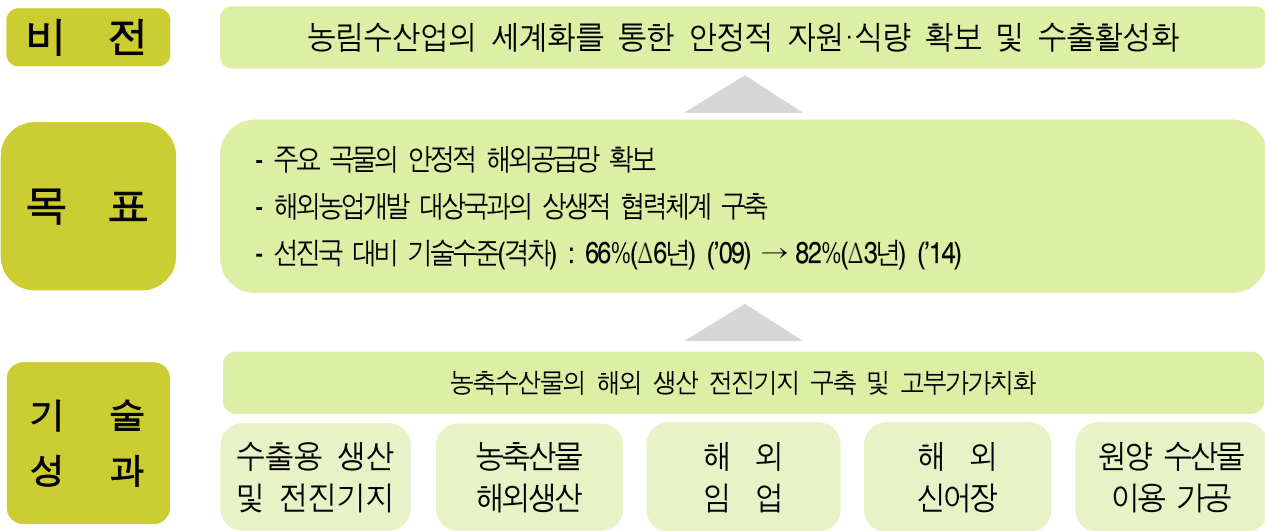 비 전
농림수산업의 세계화를 통한 안정적 자원·식량 확보 및 수출활성화
목 표
- 주요 곡물의 안정적 해외공급망 확보
- 해외농업개발 대상국과의 상생적 협력체계 구축
- 선진국 대비 기술수준(격차) : 66%(Δ6년) ('09) → 82%(Δ3년) ('14)
기 술
성 과
농축수산물의 해외 생산 전진기지 구축 및 고부가가치화
수출용 생산
및 전진기지
농축산물
해외생산
해 외
임 업
해 외
신어장
원양 수산물
이용 가공